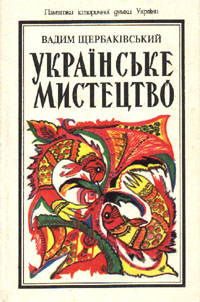 Пам'ятки історичної думки України
ВАДИМ ЩЕРБАКІВСЬКИЙ
УКРАЇНСЬКЕ
МИСТЕЦТВО